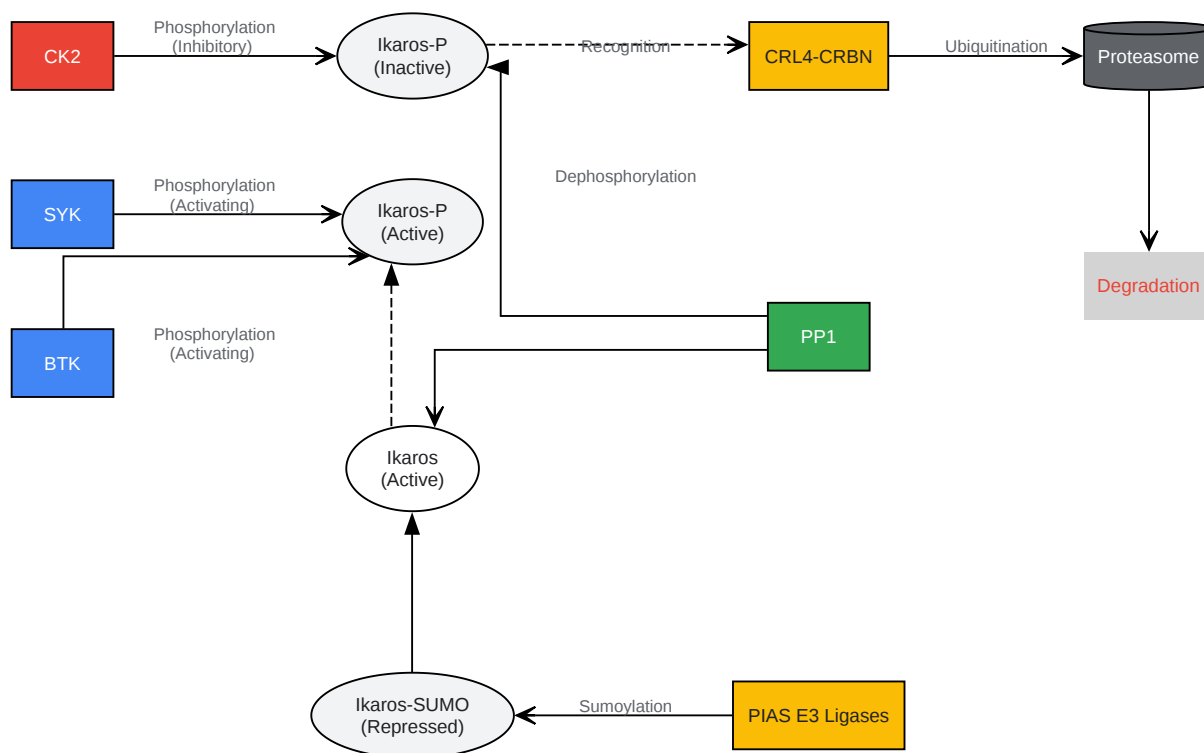 CK2
Phosphorylation
(Inhibitory)
Ikaros-P
(Inactive)
Recognition
CRL4-CRBN
Ubiquitination
Proteasome
SYK
Phosphorylation
(Activating)
Ikaros-P
(Active)
Dephosphorylation
Degradation
BTK
Phosphorylation
(Activating)
PP1
Ikaros
(Active)
Ikaros-SUMO
(Repressed)
Sumoylation
PIAS E3 Ligases